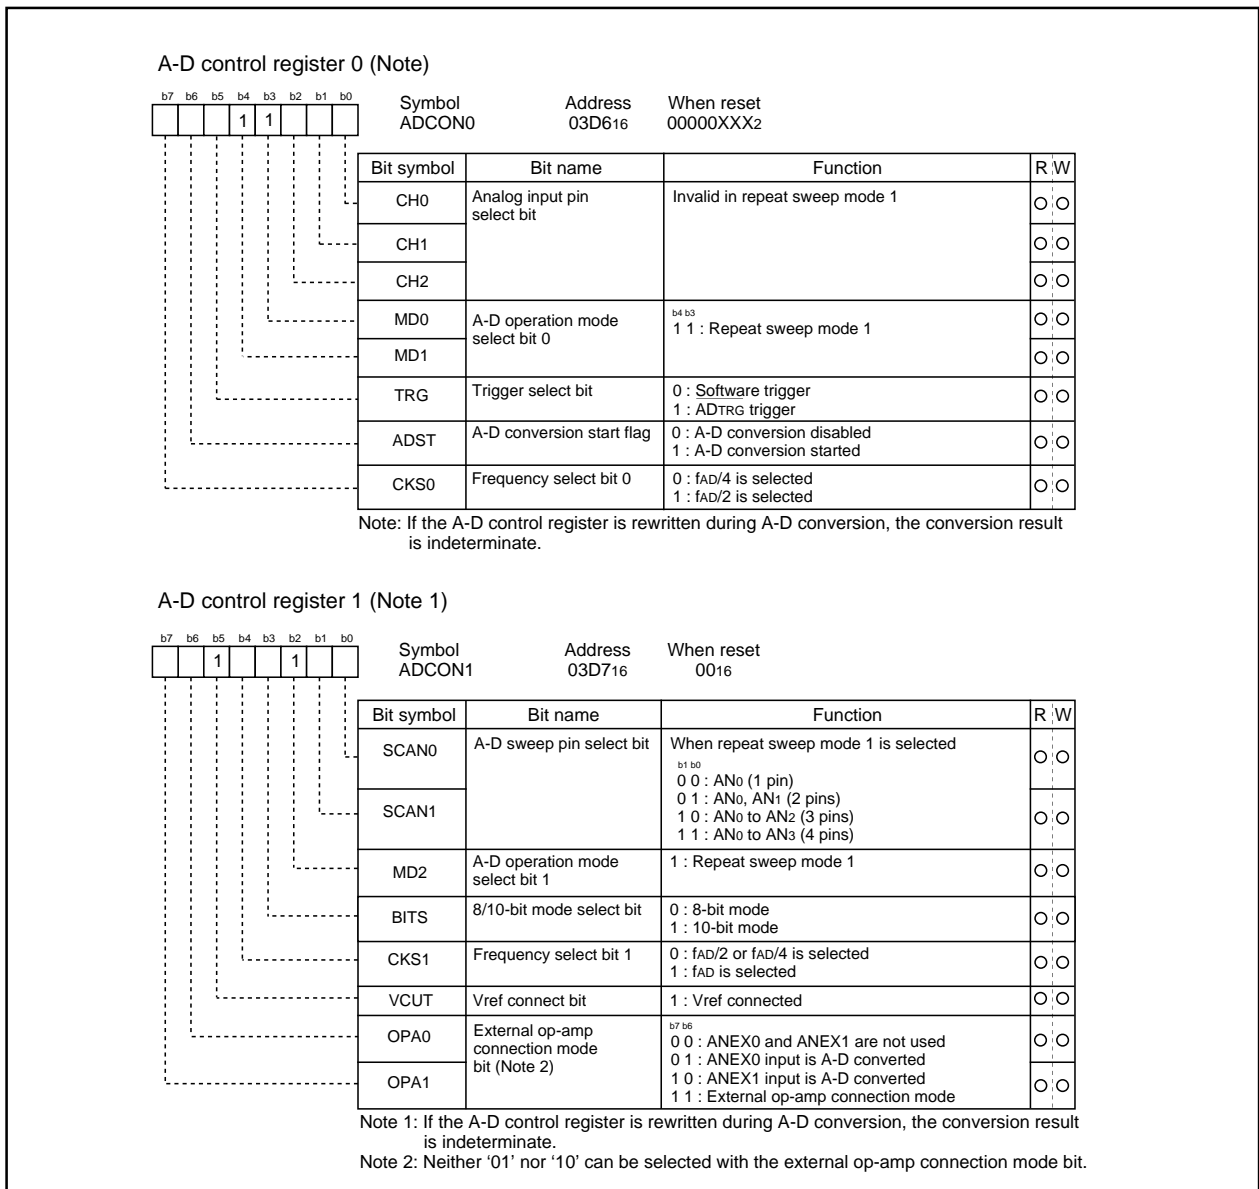 A-D control register 0 (Note)
b7 b6 b5 b4 b3 b2 b1 b0
1 1
Symbol Address When reset
ADCON0 03D616 00000XXX2
Bit symbol Bit name Function R W
CH0 Analog input pin select bit Invalid in repeat sweep mode 1
CH1
CH2
MD0 A-D operation mode select bit 0 b4 b3
1 1 : Repeat sweep mode 1
MD1
TRG Trigger select bit 0 : Software trigger
1 : ADTRG trigger
ADST A-D conversion start flag 0 : A-D conversion disabled
1 : A-D conversion started
CKS0 Frequency select bit 0 0 : fAD/4 is selected
1 : fAD/2 is selected
Note: If the A-D control register is rewritten during A-D conversion, the conversion result
is indeterminate.
A-D control register 1 (Note 1)
b7 b6 b5 b4 b3 b2 b1 b0
1 1
Symbol Address When reset
ADCON1 03D716 0016
Bit symbol Bit name Function R W
SCAN0 A-D sweep pin select bit When repeat sweep mode 1 is selected
b1 b0
0 0 : AN0 (1 pin)
0 1 : AN0, AN1 (2 pins)
SCAN1 1 0 : AN0 to AN2 (3 pins)
1 1 : AN0 to AN3 (4 pins)
MD2 A-D operation mode select bit 1 1 : Repeat sweep mode 1
BITS 8/10-bit mode select bit 0 : 8-bit mode
1 : 10-bit mode
CKS1 Frequency select bit 1 0 : fAD/2 or fAD/4 is selected
1 : fAD is selected
VCUT Vref connect bit 1 : Vref connected
OPA0 External op-amp connection mode bit (Note 2) b7 b6
0 0 : ANEX0 and ANEX1 are not used
0 1 : ANEX0 input is A-D converted
OPA1 1 0 : ANEX1 input is A-D converted
1 1 : External op-amp connection mode
Note 1: If the A-D control register is rewritten during A-D conversion, the conversion result
is indeterminate.
Note 2: Neither ‘01’ nor ‘10’ can be selected with the external op-amp connection mode bit.